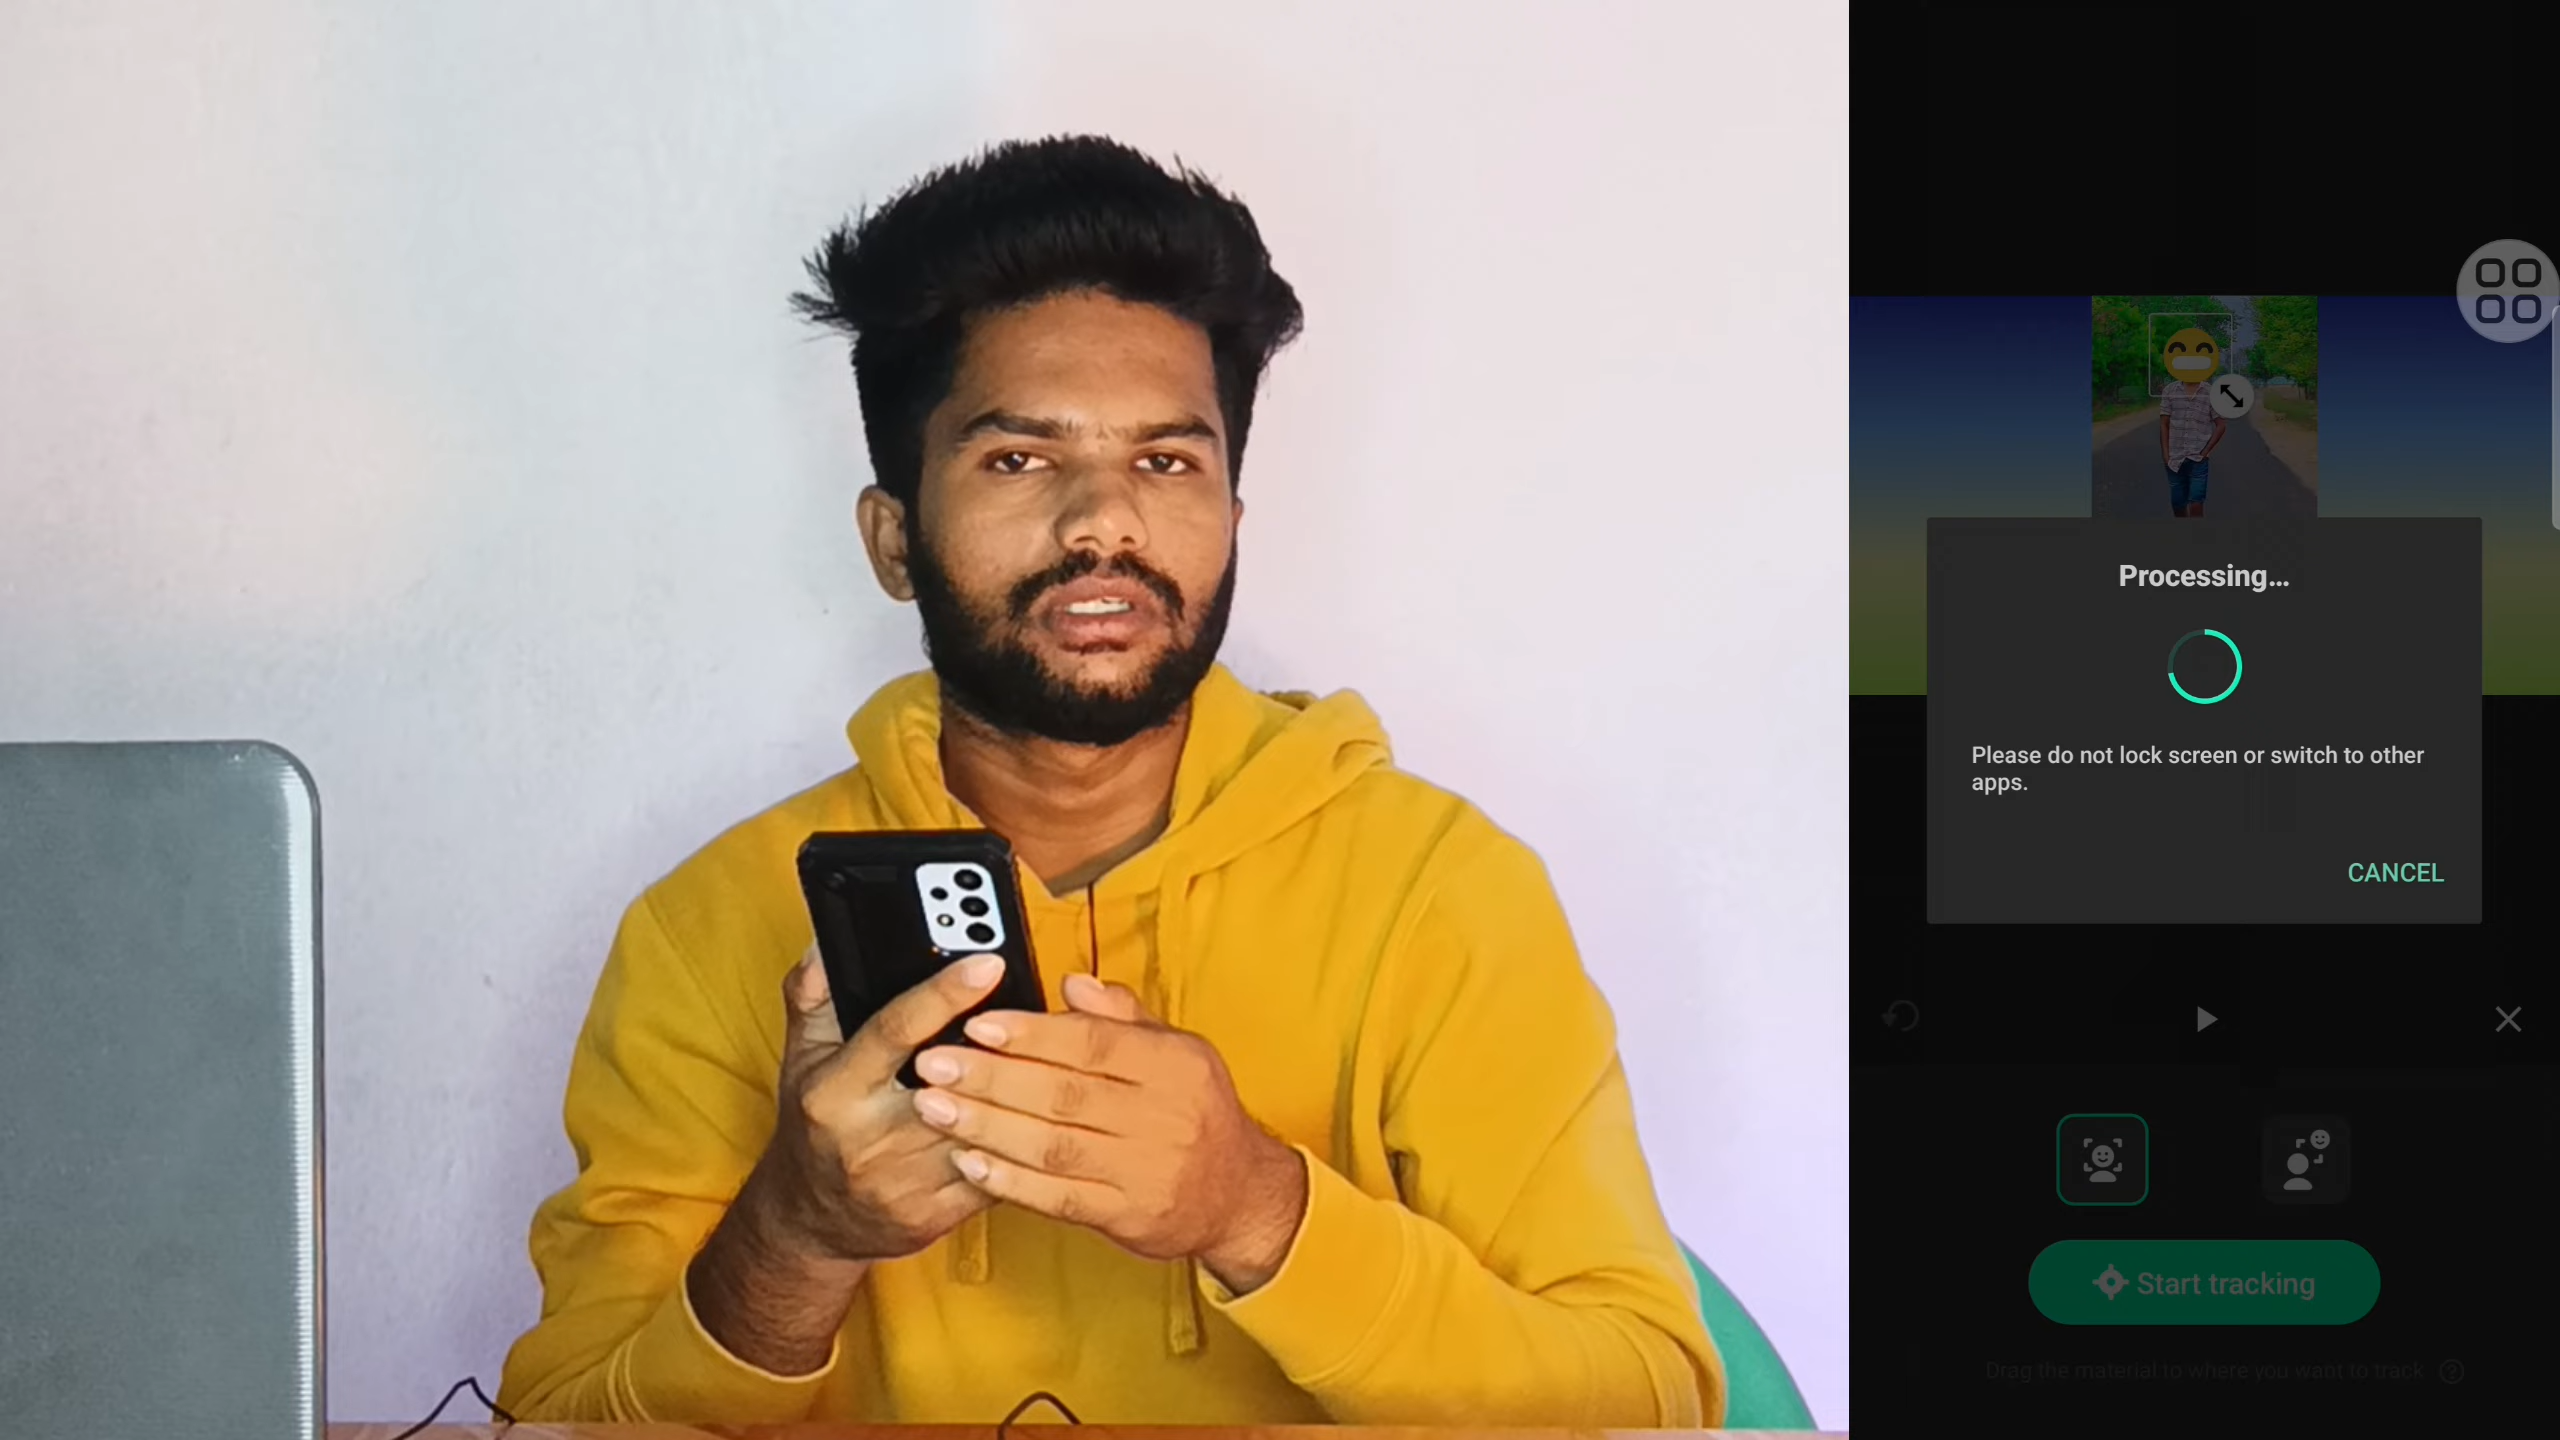 Processing...
Please do not lock screen or switch to other
apps.
CANCEL
Start tracking
Drag the material to where you want to track